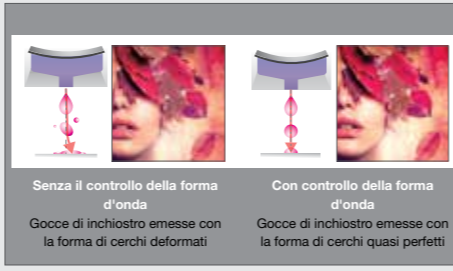 Senza il controllo della forma
d'onda
Gocce di inchiostro emesse con
la forma di cerchi deformati
Con controllo della forma
d'onda
Gocce di inchiostro emesse con
la forma di cerchi quasi perfetti